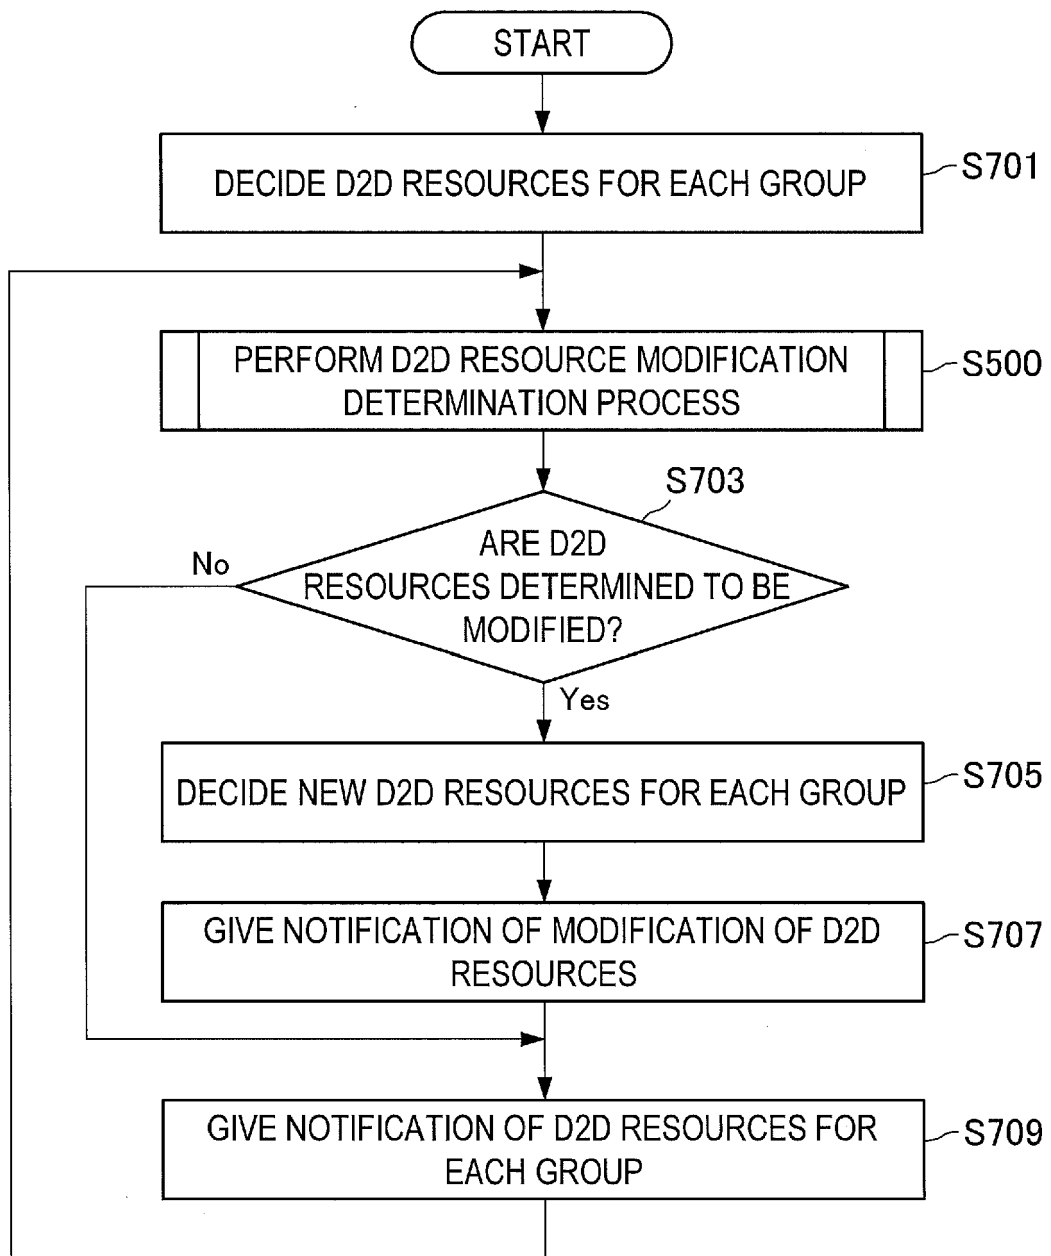 START
DECIDE D2D RESOURCES FOR EACH GROUP
S701
PERFORM D2D RESOURCE MODIFICATION
DETERMINATION PROCESS
S500
S703
ARE D2D
RESOURCES DETERMINED TO BE
MODIFIED?
No
Yes
DECIDE NEW D2D RESOURCES FOR EACH GROUP
S705
GIVE NOTIFICATION OF MODIFICATION OF D2D
RESOURCES
S707
GIVE NOTIFICATION OF D2D RESOURCES FOR
EACH GROUP
S709